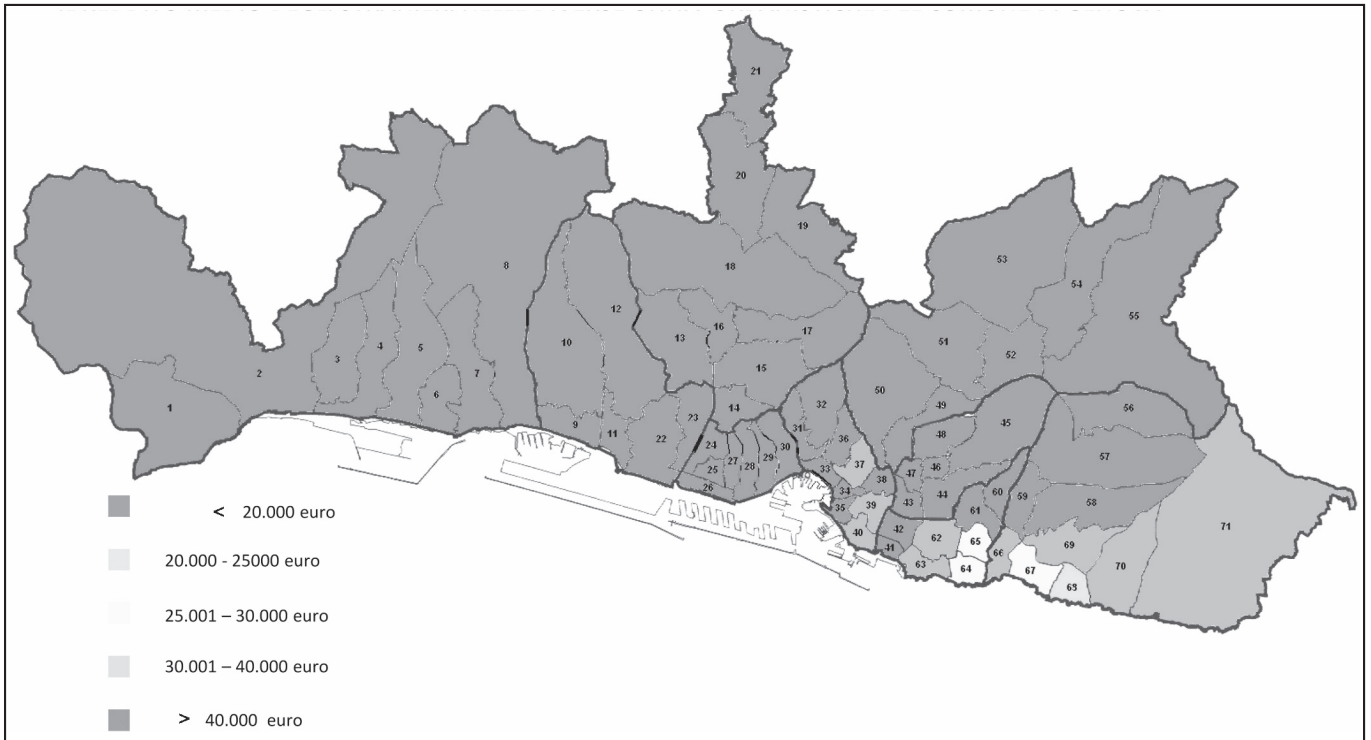 21
20
19
8 18 53
54
12 55
16 17
10 13 51
3 4 5 52
2 7 15
6 50
1 14 32 49 56
9 23 31 45
11 22 36 48
24 30
27 28 29 37 57
25 33 47 46
26 34 38
44 60 59
35 39 43 61 58
< 20.000 euro
40 42 62 65 71
41 66 69
20.000 - 25000 euro
63 64 67 70
68
25.001 – 30.000 euro
30.001 – 40.000 euro
> 40.000 euro